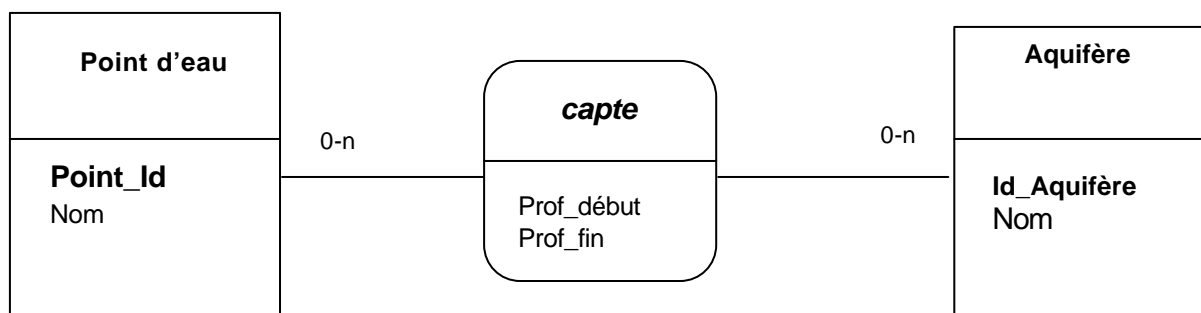 Point d’eau
Point_Id
Nom
0-n
capte
Prof_début
Prof_fin
0-n
Aquifère
Id_Aquifère
Nom